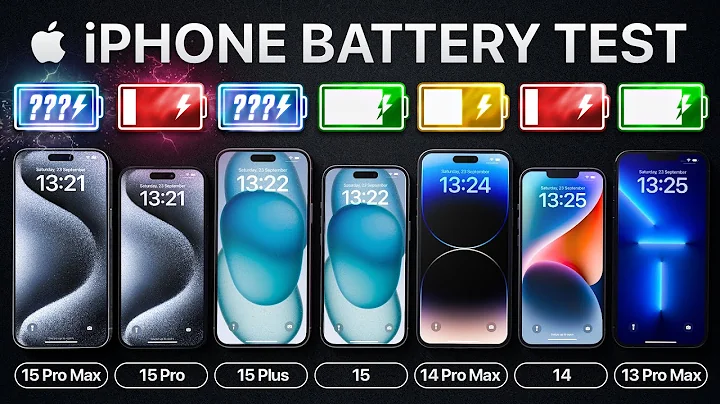 iPHONE BATTERY TEST
???
???
Saturday, 23 September
13:21
Saturday, 23 September
13:21
Saturday, 23 September
13:22
Saturday, 23 September
13:22
Saturday, 23 September
13:24
Saturday, 23 September
13:25
Saturday, 23 September
13:25
15 Pro Max
15 Pro
15 Plus
15
14 Pro Max
14
13 Pro Max